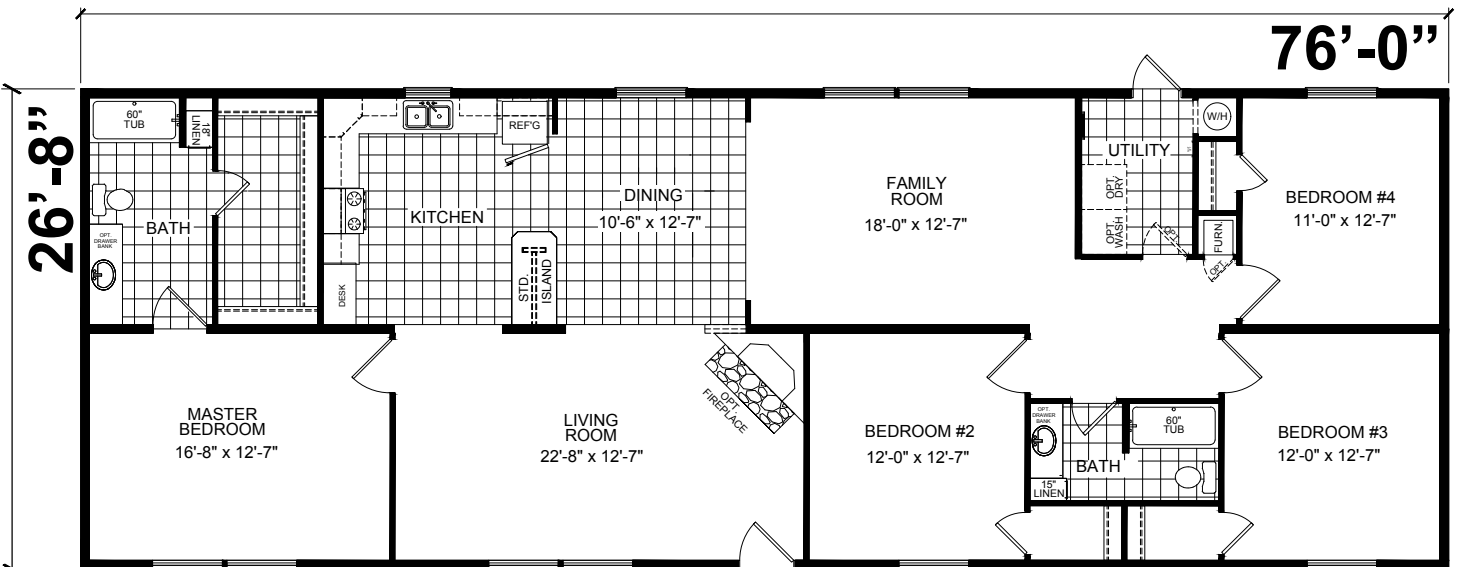 76’-0”
26’-8”
60"
TUB
18"
LINEN
OPT.
DRAWER
BANK
BATH
REF'G
KITCHEN
DESK
STD.
ISLAND
DINING
10'-6" x 12'-7"
FAMILY
ROOM
18'-0" x 12'-7"
UTILITY
OPT.
DRY
OPT.
WASH
OPT.
W/H
FURN.
OPT.
BEDROOM #4
11'-0" x 12'-7"
MASTER
BEDROOM
16'-8" x 12'-7"
LIVING
ROOM
22'-8" x 12'-7"
OPT.
FIREPLACE
BEDROOM #2
12'-0" x 12'-7"
OPT.
DRAWER
BANK
60"
TUB
BATH
15"
LINEN
BEDROOM #3
12'-0" x 12'-7"